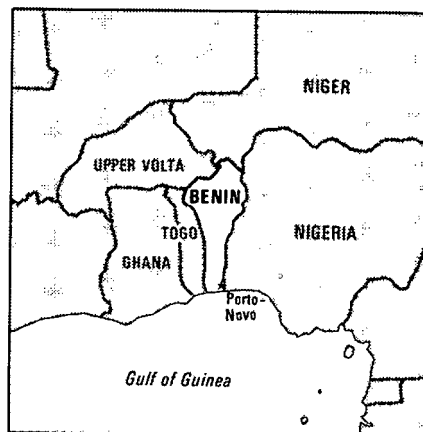 NIGER
UPPER VOLTA
BENIN
TOGO
NIGERIA
GHANA
Porto-
Novo
Gulf of Guinea